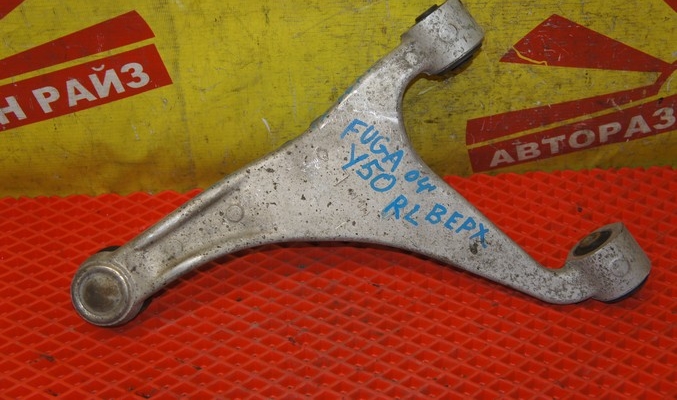 Н РАЙЗ
АВТОРАЗ
FUGA 04'
Y50
RL ВЕРХ